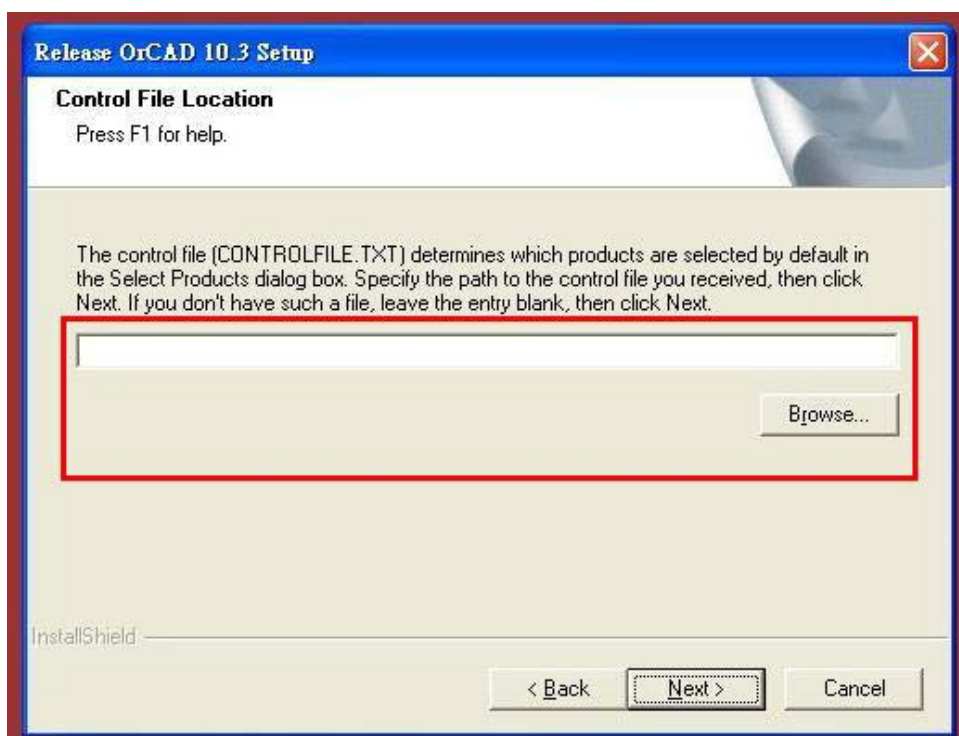 Release OrCAD 10.3 Setup
Control File Location
Press F1 for help.
The control file (CONTROLFILE.TXT) determines which products are selected by default in
the Select Products dialog box. Specify the path to the control file you received, then click
Next. If you don't have such a file, leave the entry blank, then click Next.
Browse...
InstallShield
< Back Next > Cancel